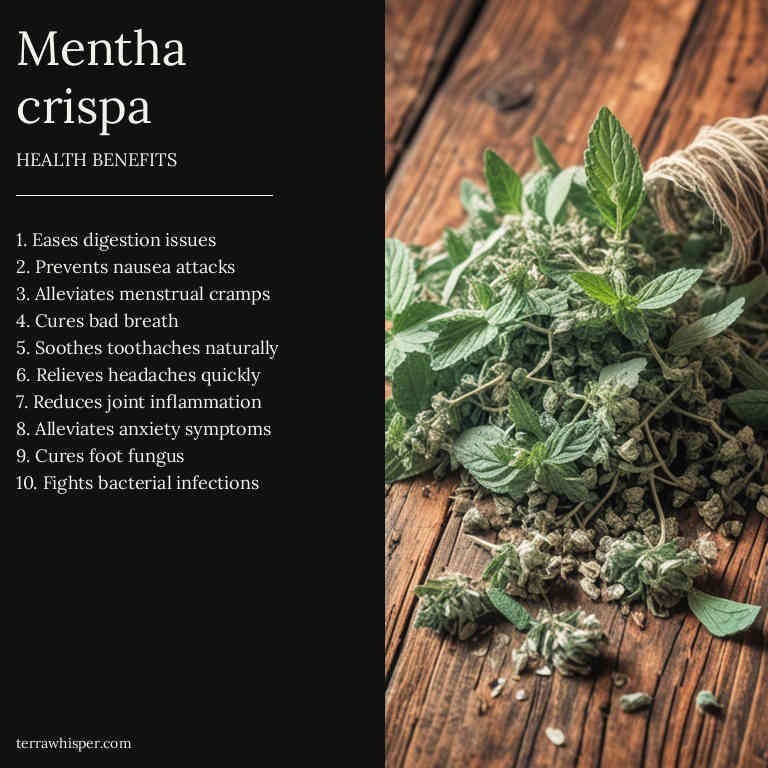 Mentha
crispa
HEALTH BENEFITS
1. Eases digestion issues
2. Prevents nausea attacks
3. Alleviates menstrual cramps
4. Cures bad breath
5. Soothes toothaches naturally
6. Relieves headaches quickly
7. Reduces joint inflammation
8. Alleviates anxiety symptoms
9. Cures foot fungus
10. Fights bacterial infections
terrawhisper.com